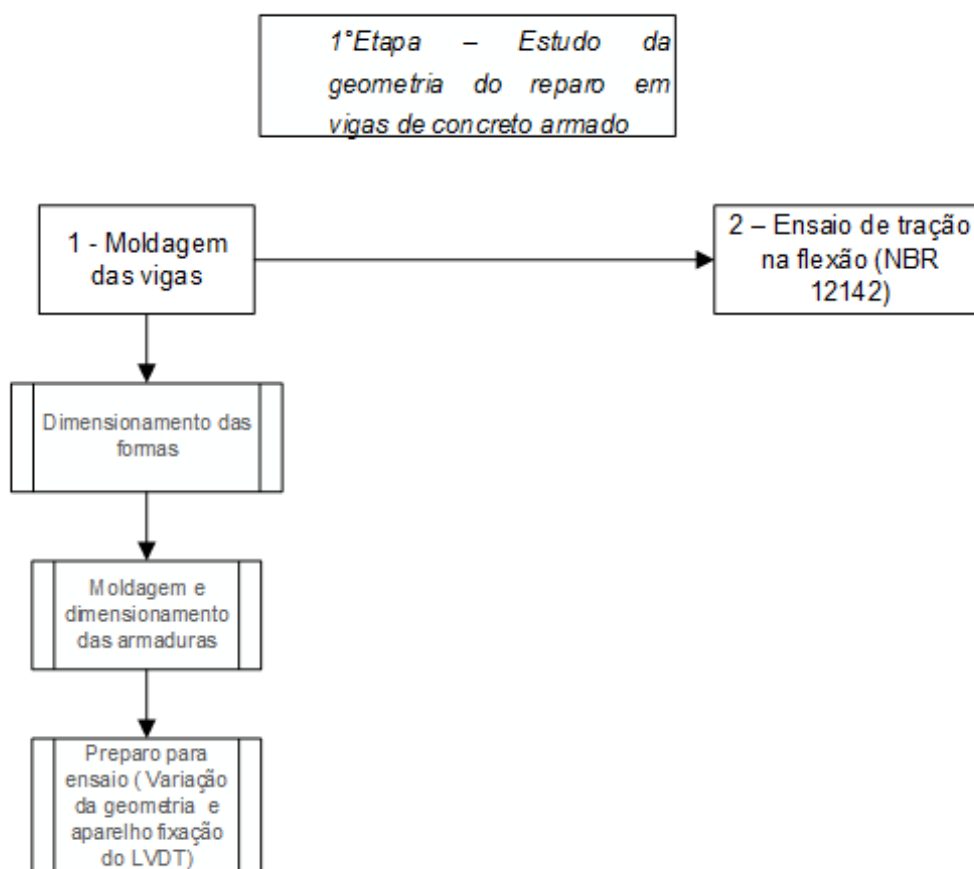 1°Etapa – Estudo da
geometria do reparo em
vigas de concreto armado
1 - Moldagem
das vigas
2 – Ensaio de tração
na flexão (NBR
12142)
Dimensionamento das
formas
Moldagem e
dimensionamento
das armaduras
Preparo para
ensaio ( Variação
da geometria e
aparelho fixação
do LVDT)